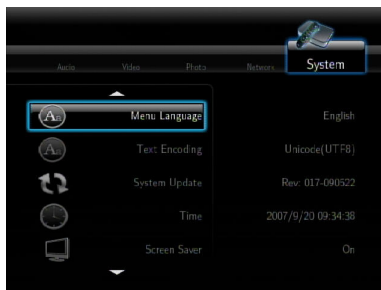 Audio Video Photo Network System
Menu Language English
Text Encoding Unicode(UTF8)
System Update Rev: 017-090522
Time 2007/9/20 09:34:38
Screen Saver On